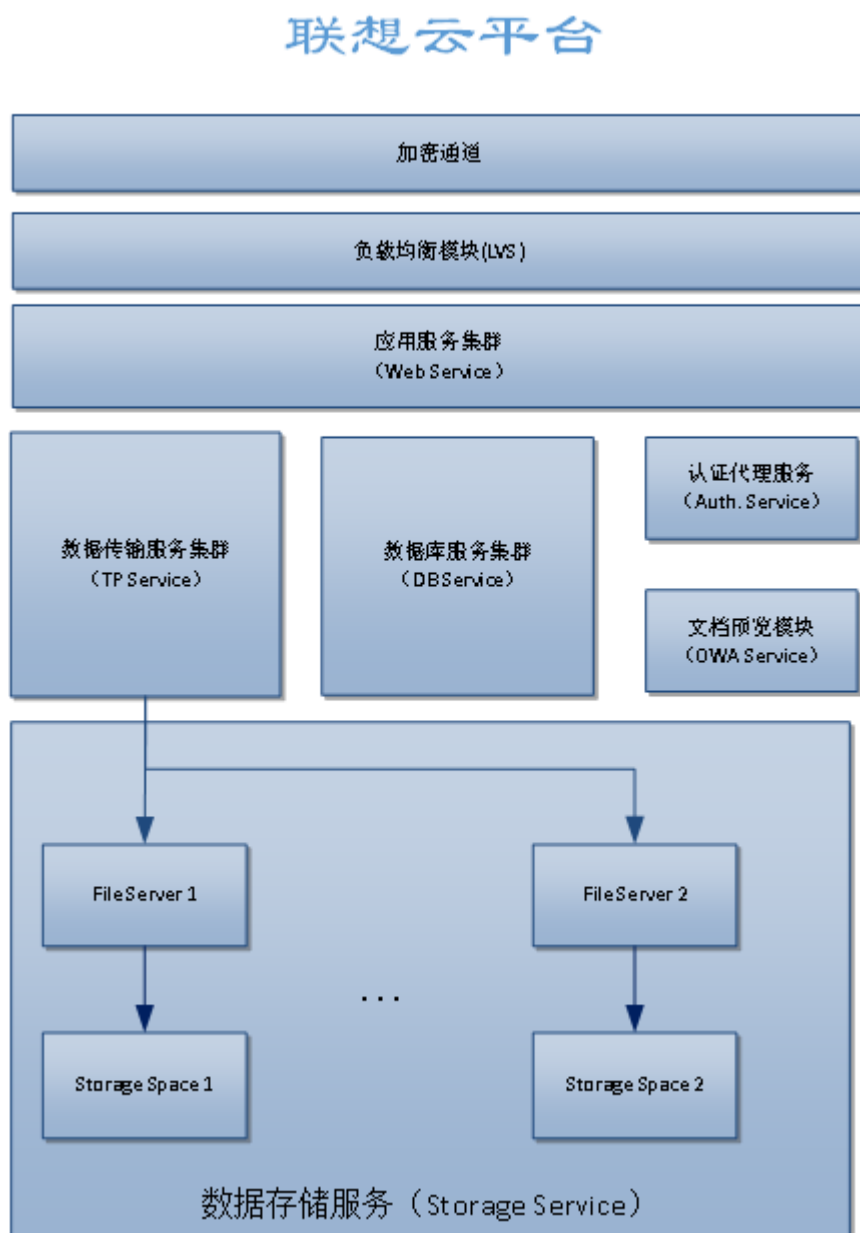 联想云平台
加密通道
负载均衡模块(LVS)
应用服务集群
（Web Service）
数据传输服务集群
（TP Service）
数据库服务集群
（DBService）
认证代理服务
（Auth. Service）
文档预览模块
（OWA Service）
FileServer 1
FileServer 2
...
Storage Space 1
Storage Space 2
数据存储服务（Storage Service）